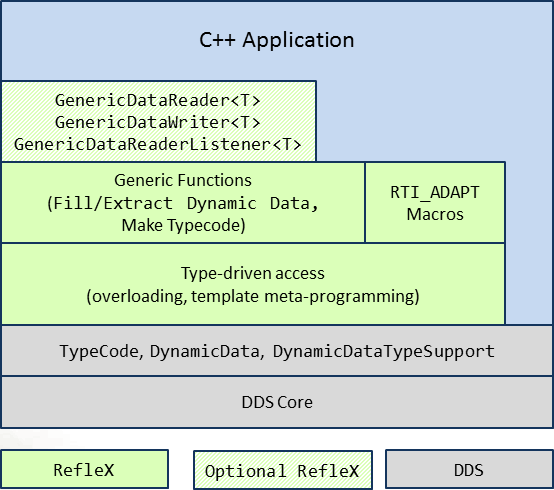 C++ Application
GenericDataReader<T>
GenericDataWriter<T>
GenericDataReaderListener<T>
Generic Functions
(Fill/Extract Dynamic Data,
Make Typecode)
RTI_ADAPT
Macros
Type-driven access
(overloading, template meta-programming)
TypeCode, DynamicData, DynamicDataTypeSupport
DDS Core
RefleX
Optional RefleX
DDS